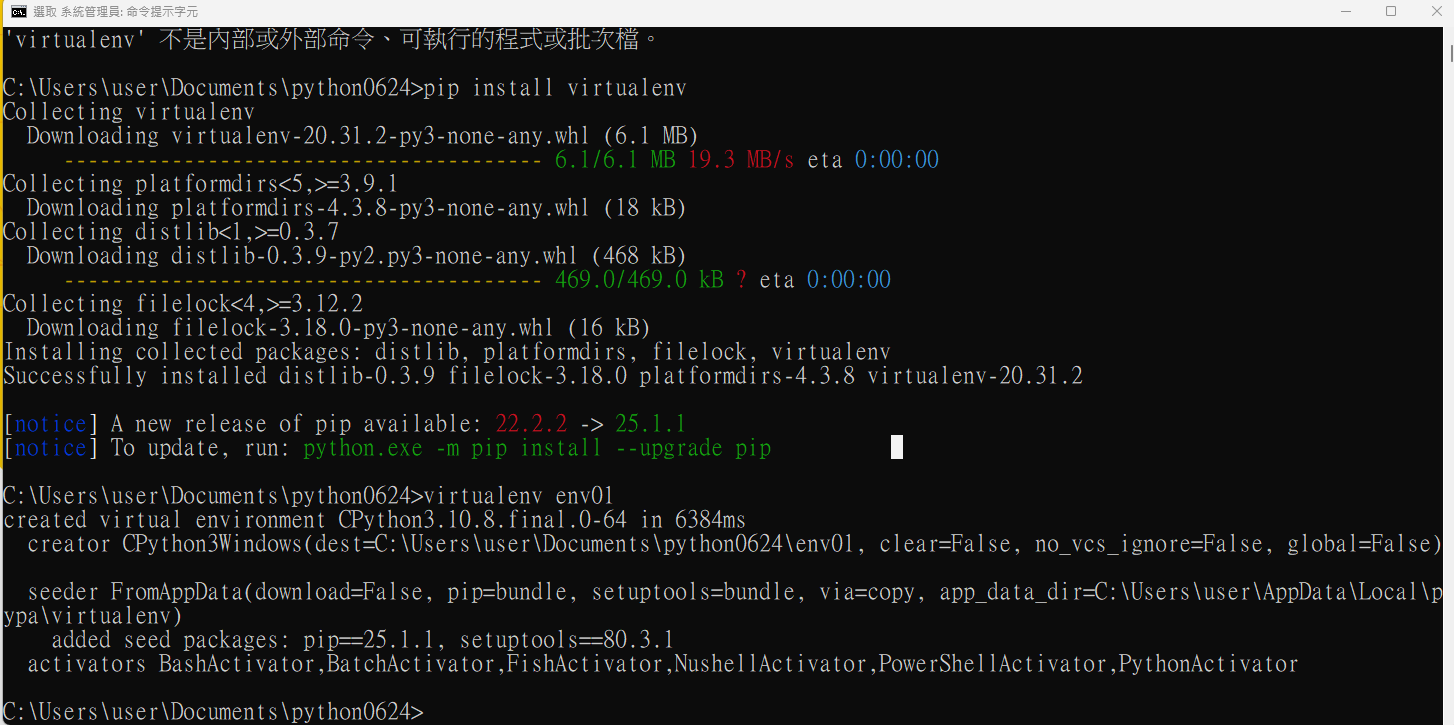 選取 系統管理員: 命令提示字元
'virtualenv' 不是內部或外部命令、可執行的程式或批次檔。
C:\Users\user\Documents\python0624>pip install virtualenv
Collecting virtualenv
  Downloading virtualenv-20.31.2-py3-none-any.whl (6.1 MB)
     ---------------------------------------- 6.1/6.1 MB 19.3 MB/s eta 0:00:00
Collecting platformdirs<5,>=3.9.1
  Downloading platformdirs-4.3.8-py3-none-any.whl (18 kB)
Collecting distlib<1,>=0.3.7
  Downloading distlib-0.3.9-py2.py3-none-any.whl (468 kB)
     ---------------------------------------- 469.0/469.0 kB ? eta 0:00:00
Collecting filelock<4,>=3.12.2
  Downloading filelock-3.18.0-py3-none-any.whl (16 kB)
Installing collected packages: distlib, platformdirs, filelock, virtualenv
Successfully installed distlib-0.3.9 filelock-3.18.0 platformdirs-4.3.8 virtualenv-20.31.2
[notice] A new release of pip available: 22.2.2 -> 25.1.1
[notice] To update, run: python.exe -m pip install --upgrade pip
C:\Users\user\Documents\python0624>virtualenv env01
created virtual environment CPython3.10.8.final.0-64 in 6384ms
  creator CPython3Windows(dest=C:\Users\user\Documents\python0624\env01, clear=False, no_vcs_ignore=False, global=False)
  seeder FromAppData(download=False, pip=bundle, setuptools=bundle, via=copy, app_data_dir=C:\Users\user\AppData\Local\p
ypa\virtualenv)
    added seed packages: pip==25.1.1, setuptools==80.3.1
  activators BashActivator,BatchActivator,FishActivator,NushellActivator,PowerShellActivator,PythonActivator
C:\Users\user\Documents\python0624>